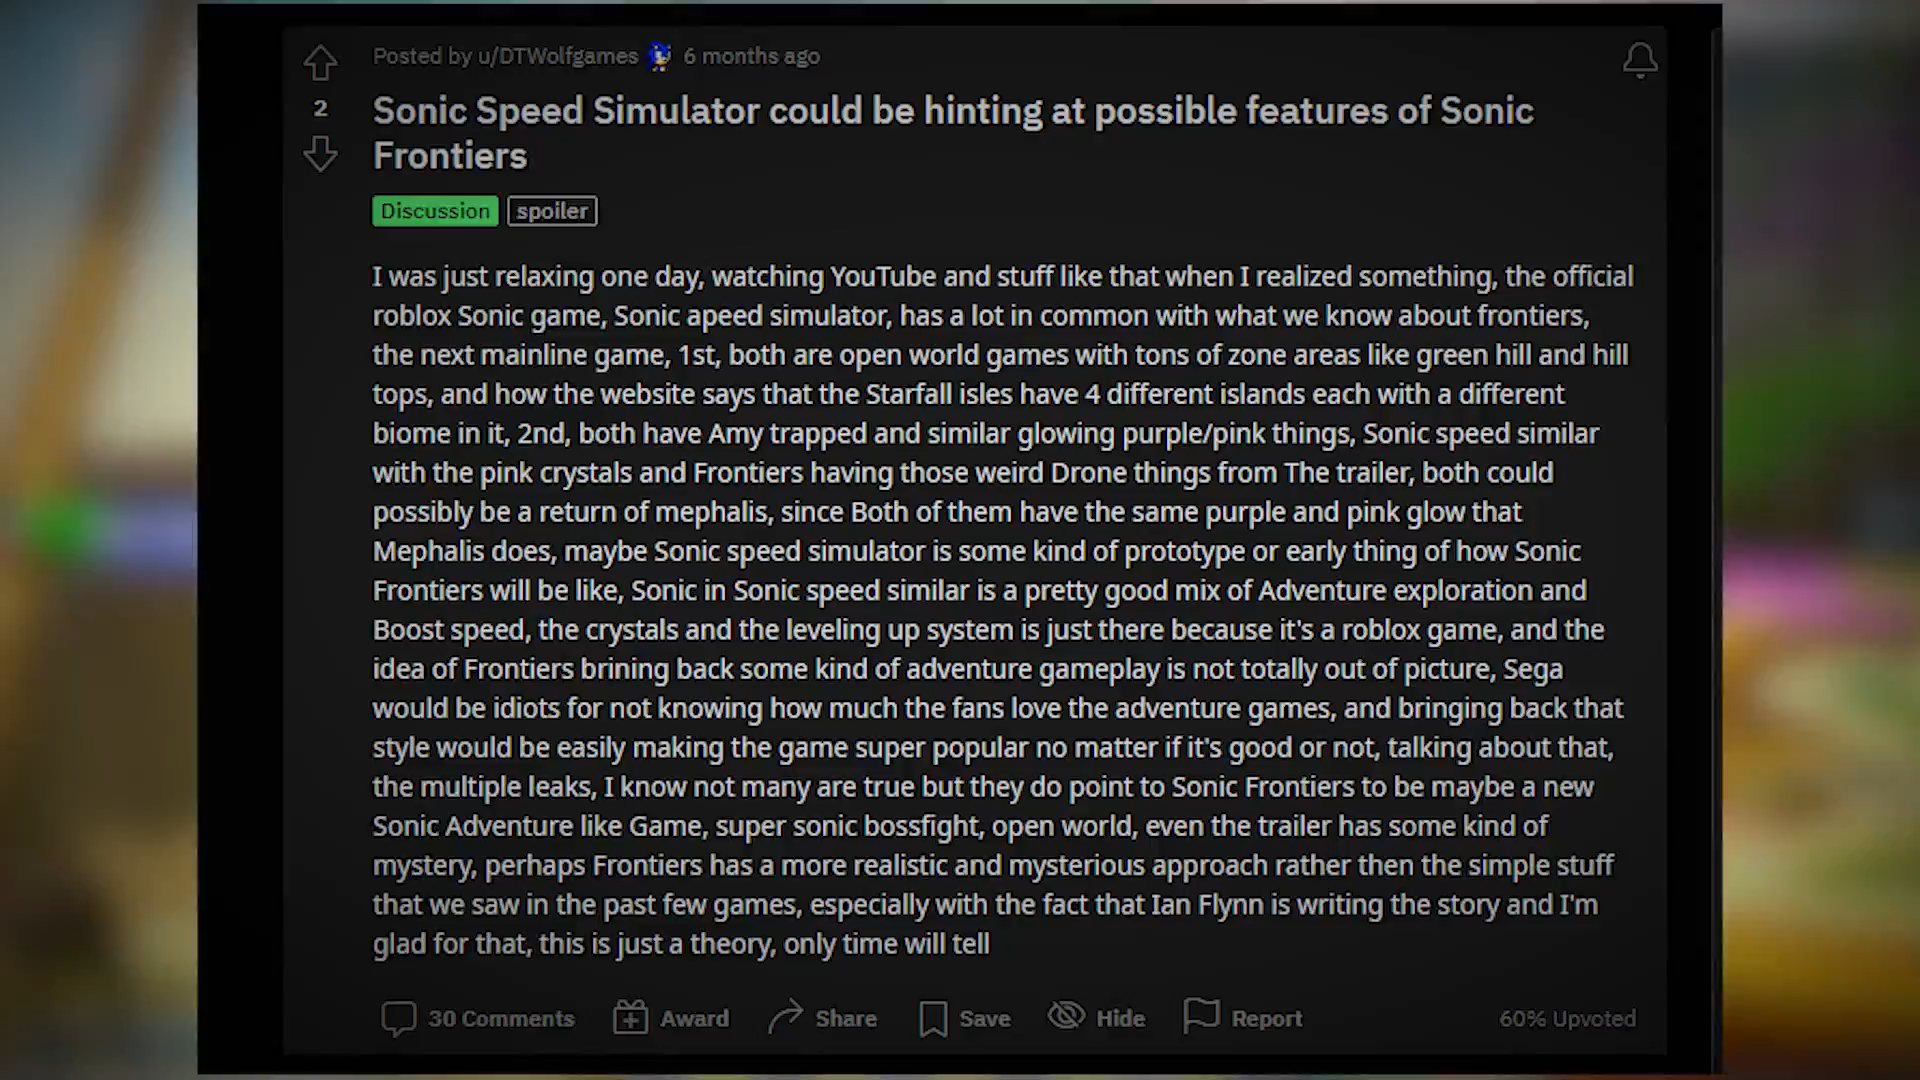 Posted by u/DTWolfgames 6 months ago
2
Sonic Speed Simulator could be hinting at possible features of Sonic
Frontiers
Discussion spoiler
I was just relaxing one day, watching YouTube and stuff like that when I realized something, the official
roblox Sonic game, Sonic apeed simulator, has a lot in common with what we know about frontiers,
the next mainline game, 1st, both are open world games with tons of zone areas like green hill and hill
tops, and how the website says that the Starfall isles have 4 different islands each with a different
biome in it, 2nd, both have Amy trapped and similar glowing purple/pink things, Sonic speed similar
with the pink crystals and Frontiers having those weird Drone things from The trailer, both could
possibly be a return of mephalis, since Both of them have the same purple and pink glow that
Mephalis does, maybe Sonic speed simulator is some kind of prototype or early thing of how Sonic
Frontiers will be like, Sonic in Sonic speed similar is a pretty good mix of Adventure exploration and
Boost speed, the crystals and the leveling up system is just there because it's a roblox game, and the
idea of Frontiers brining back some kind of adventure gameplay is not totally out of picture, Sega
would be idiots for not knowing how much the fans love the adventure games, and bringing back that
style would be easily making the game super popular no matter if it's good or not, talking about that,
the multiple leaks, I know not many are true but they do point to Sonic Frontiers to be maybe a new
Sonic Adventure like Game, super sonic bossfight, open world, even the trailer has some kind of
mystery, perhaps Frontiers has a more realistic and mysterious approach rather then the simple stuff
that we saw in the past few games, especially with the fact that Ian Flynn is writing the story and I'm
glad for that, this is just a theory, only time will tell
30 Comments Award Share Save Hide Report 60% Upvoted